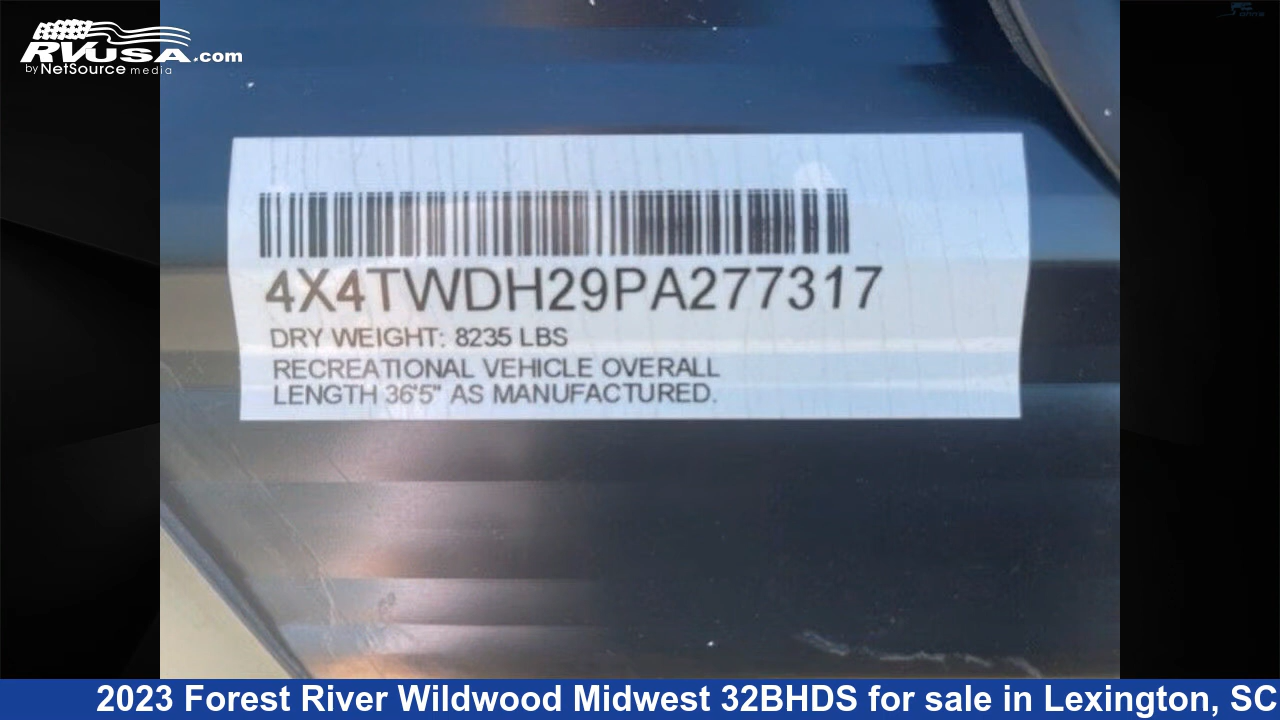 RVUSA.com
by NetSource media
4X4TWDH29PA277317
DRY WEIGHT: 8235 LBS
RECREATIONAL VEHICLE OVERALL
LENGTH 36'5" AS MANUFACTURED.
2023 Forest River Wildwood Midwest 32BHDS for sale in Lexington, SC